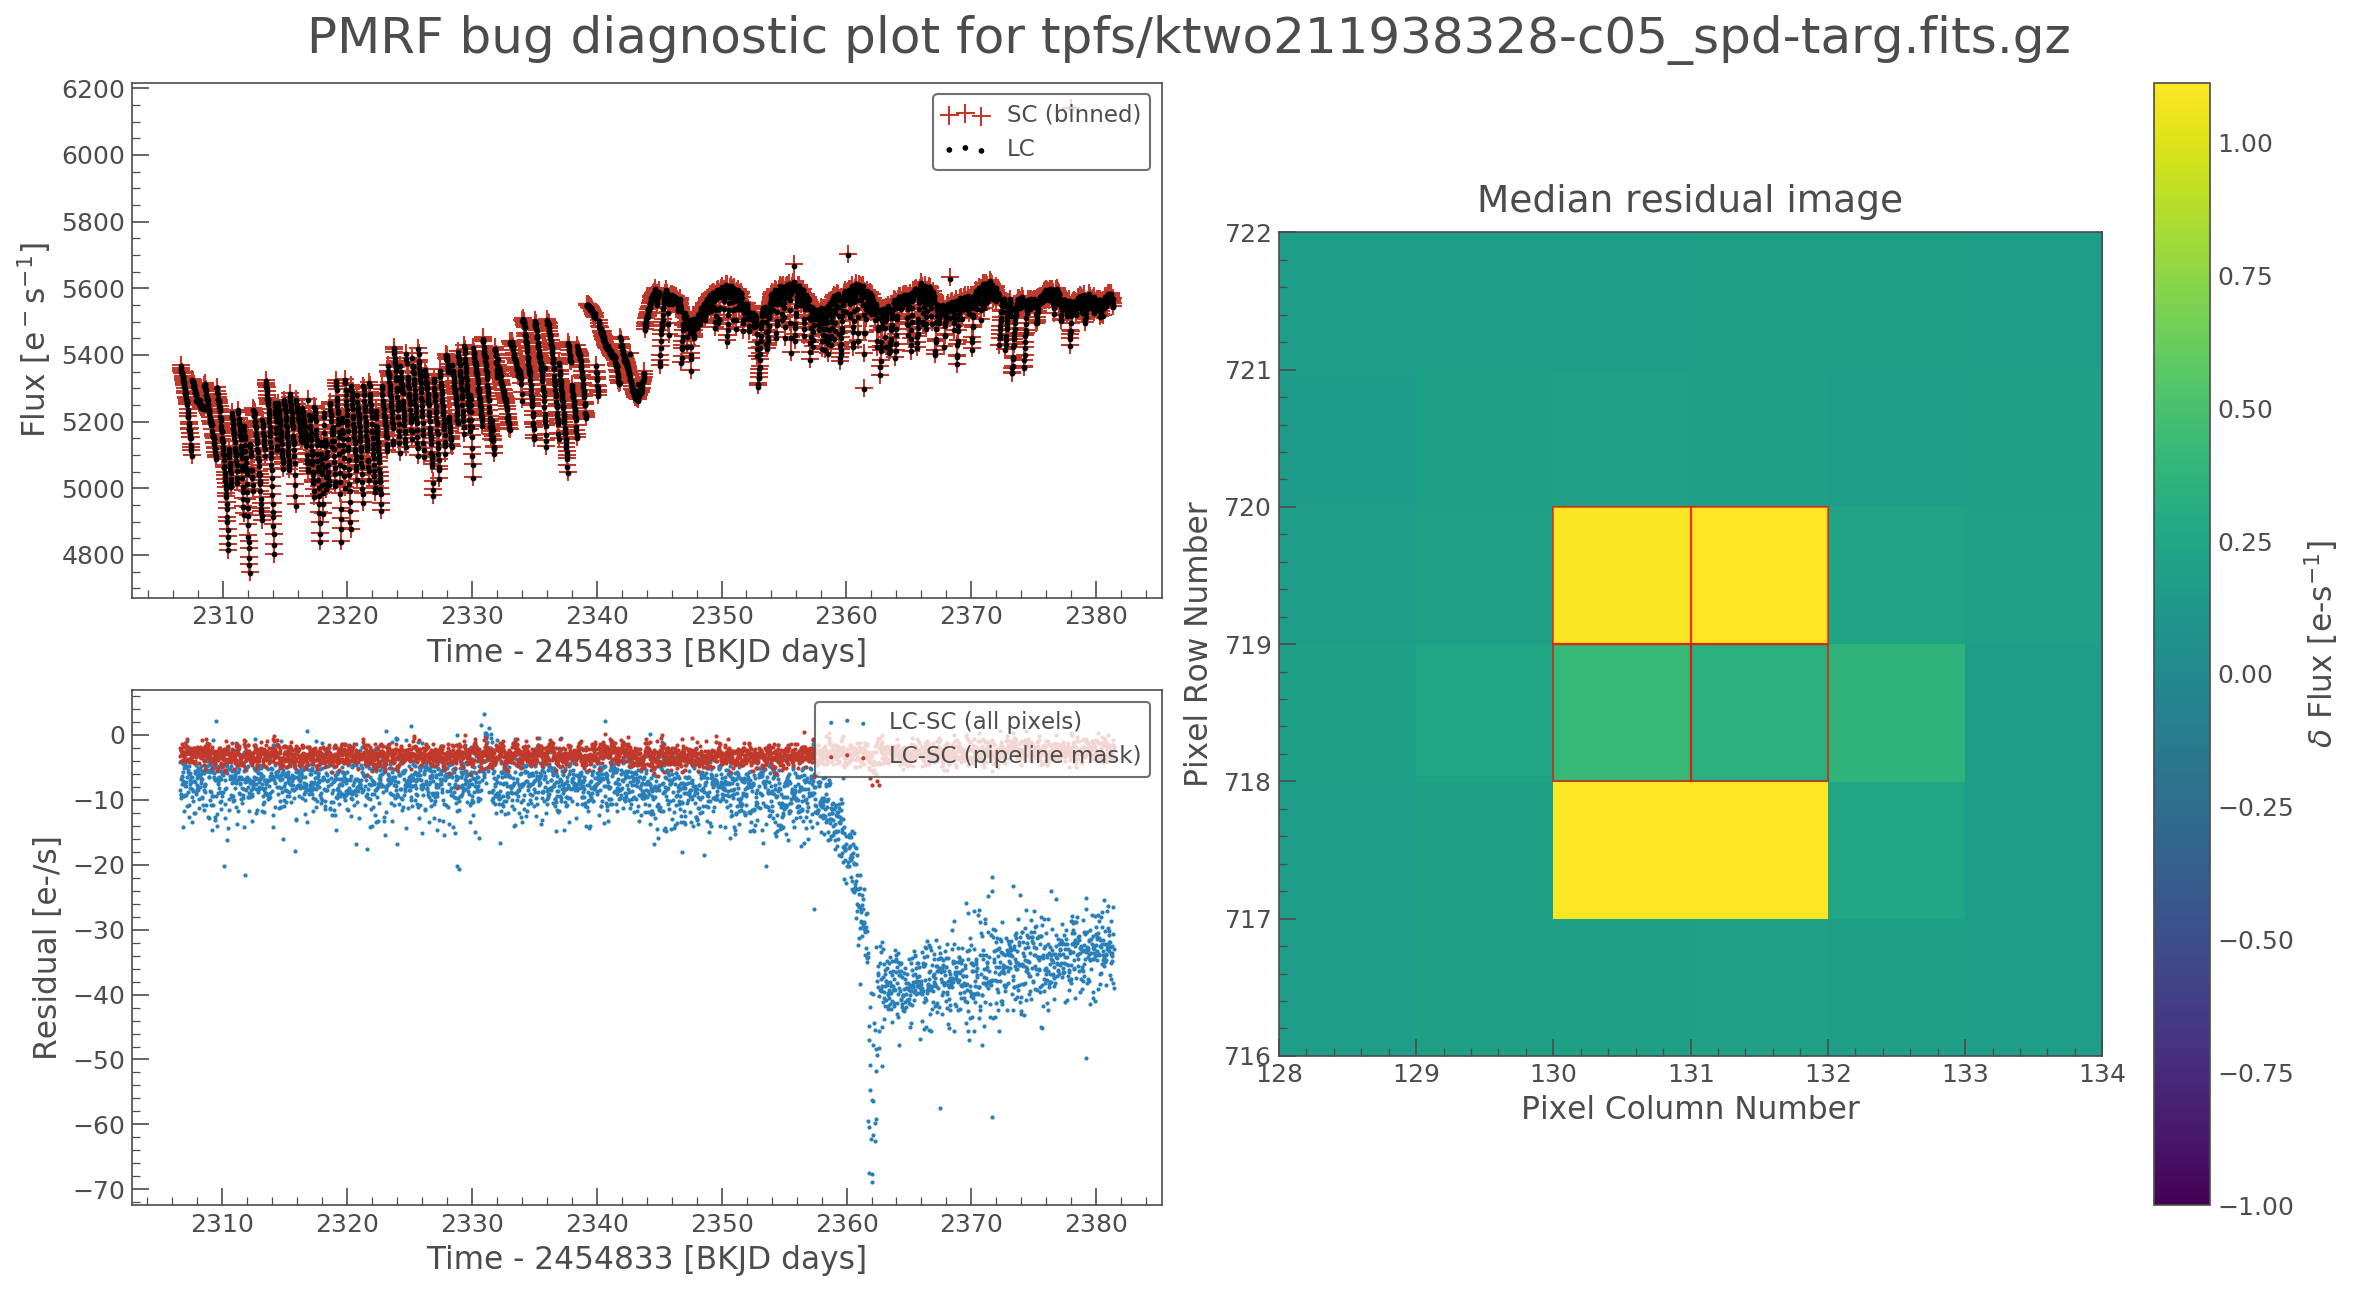 PMRF bug diagnostic plot for tpfs/ktwo211938328-c05_spd-targ.fits.gz
6200
6000
5800
5600
5400
5200
5000
4800
Flux [e⁻s⁻¹]
SC (binned)
LC
2310 2320 2330 2340 2350 2360 2370 2380
Time - 2454833 [BKJD days]
0
−10
−20
−30
−40
−50
−60
−70
Residual [e-/s]
LC-SC (all pixels)
LC-SC (pipeline mask)
2310 2320 2330 2340 2350 2360 2370 2380
Time - 2454833 [BKJD days]
Median residual image
722
721
720
719
718
717
716
Pixel Row Number
128 129 130 131 132 133 134
Pixel Column Number
1.00
0.75
0.50
0.25
0.00
−0.25
−0.50
−0.75
−1.00
δ Flux [e-s⁻¹]